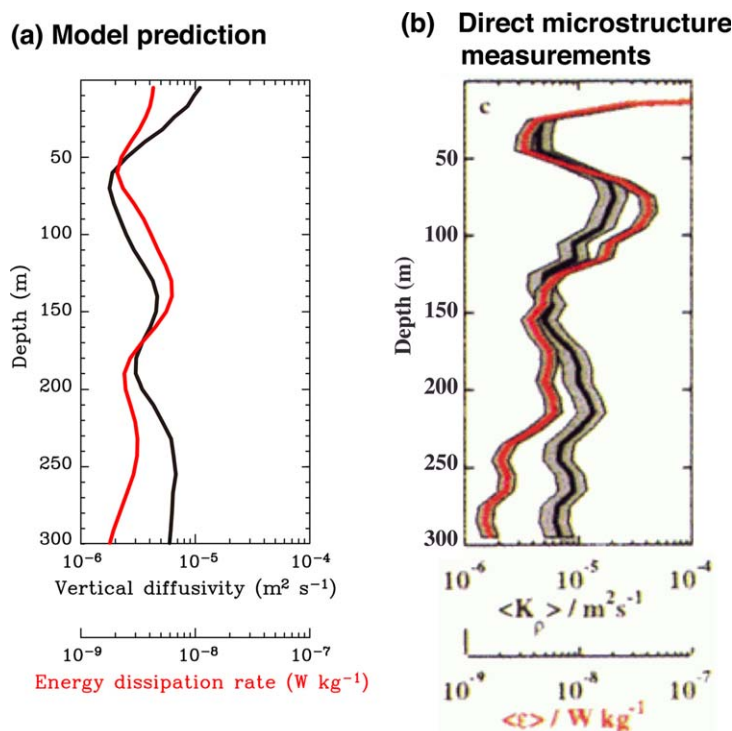 (a) Model prediction
50
100
150
200
250
300
Depth (m)
10⁻⁶ 10⁻⁵ 10⁻⁴
Vertical diffusivity (m² s⁻¹)
10⁻⁹ 10⁻⁸ 10⁻⁷
Energy dissipation rate (W kg⁻¹)
(b) Direct microstructure
measurements
c
50
100
150
200
250
300
Depth (m)
10⁻⁶ 10⁻⁵ 10⁻⁴
<Kρ> / m²s⁻¹
10⁻⁹ 10⁻⁸ 10⁻⁷
<ε> / W kg⁻¹